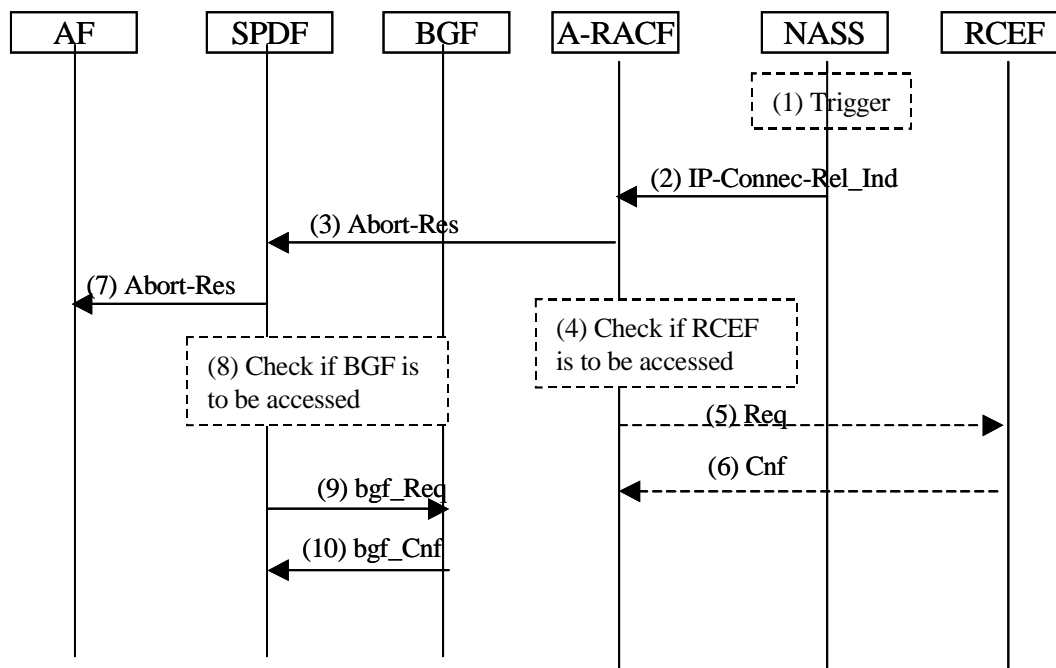 AF
SPDF
BGF
A-RACF
NASS
RCEF
(1) Trigger
(2) IP-Connec-Rel_Ind
(3) Abort-Res
(7) Abort-Res
(4) Check if RCEF
is to be accessed
(8) Check if BGF is
to be accessed
(5) Req
(6) Cnf
(9) bgf_Req
(10) bgf_Cnf